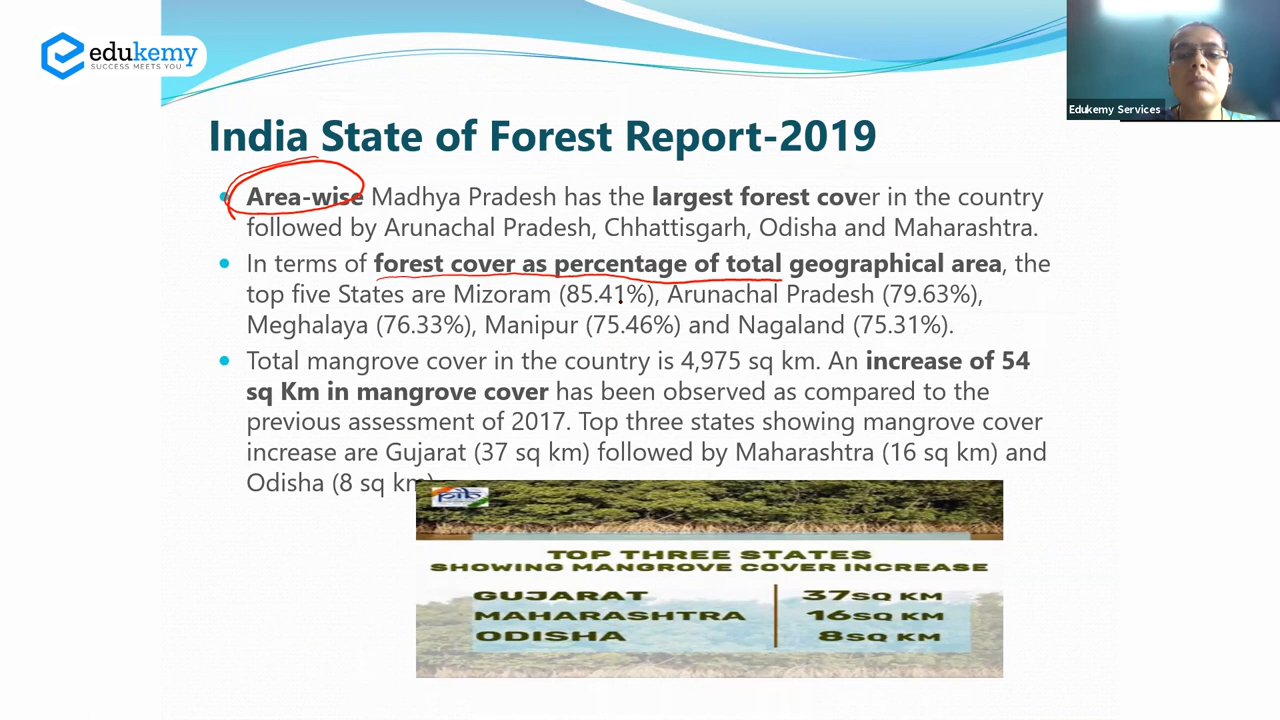 edukemy
SUCCESS MEETS YOU
Edukemy Services
India State of Forest Report-2019
Area-wise Madhya Pradesh has the largest forest cover in the country
followed by Arunachal Pradesh, Chhattisgarh, Odisha and Maharashtra.
In terms of forest cover as percentage of total geographical area, the
top five States are Mizoram (85.41%), Arunachal Pradesh (79.63%),
Meghalaya (76.33%), Manipur (75.46%) and Nagaland (75.31%).
Total mangrove cover in the country is 4,975 sq km. An increase of 54
sq Km in mangrove cover has been observed as compared to the
previous assessment of 2017. Top three states showing mangrove cover
increase are Gujarat (37 sq km) followed by Maharashtra (16 sq km) and
Odisha (8 sq km)
pib
TOP THREE STATES
SHOWING MANGROVE COVER INCREASE
GUJARAT 37SQ KM
MAHARASHTRA 16SQ KM
ODISHA 8SQ KM